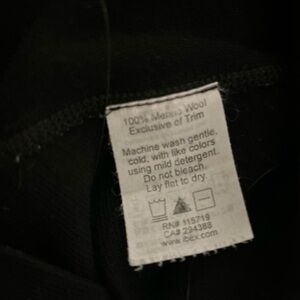 100% Merino Wool
Exclusive of Trim
Machine wash gentle,
cold, with like colors
using mild detergent.
Do not bleach.
Lay flat to dry.
RN# 115719
CA# 294388
www.ibex.com